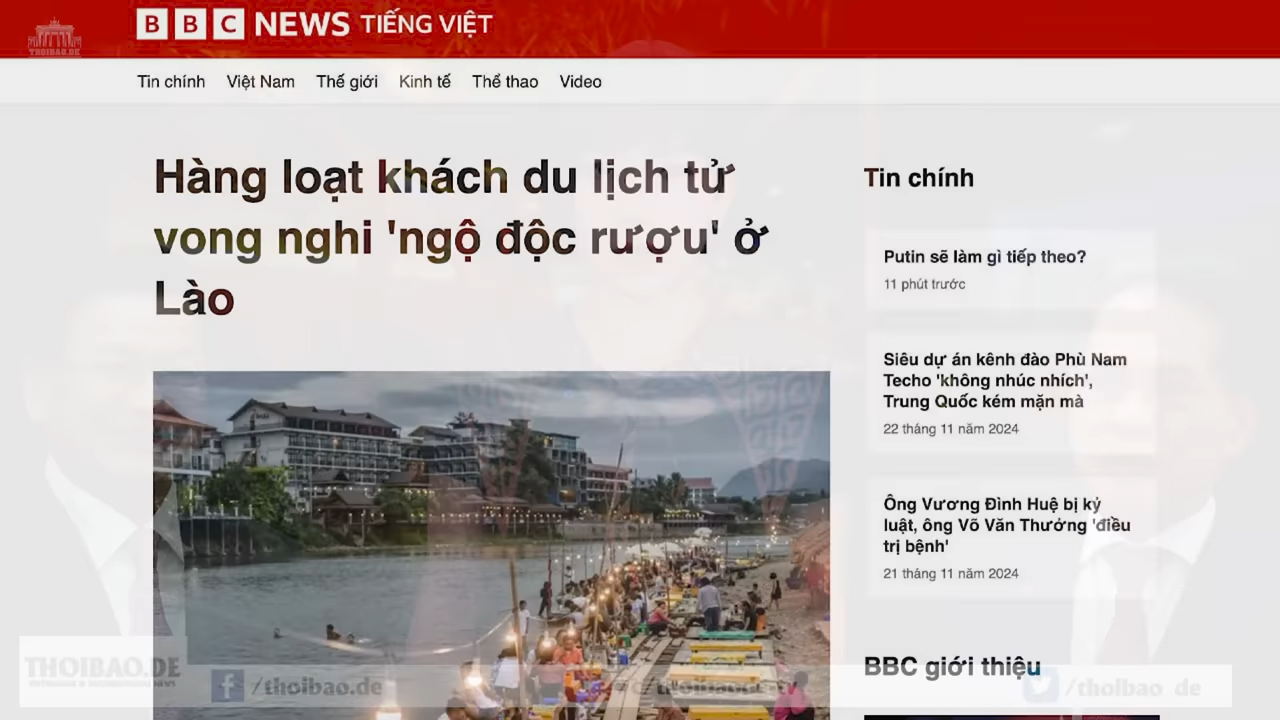 THOIBAO.DE
BBC NEWS TIẾNG VIỆT
Tin chính Việt Nam Thế giới Kinh tế Thể thao Video
Hàng loạt khách du lịch tử
vong nghi 'ngộ độc rượu' ở
Lào
Tin chính
Putin sẽ làm gì tiếp theo?
11 phút trước
Siêu dự án kênh đào Phù Nam
Techo 'không nhúc nhích',
Trung Quốc kém mặn mà
22 tháng 11 năm 2024
Ông Vương Đình Huệ bị kỷ
luật, ông Võ Văn Thưởng 'điều
trị bệnh'
21 tháng 11 năm 2024
BBC giới thiệu
THOIBAO.DE
/thoibao.de
/thoibao_de